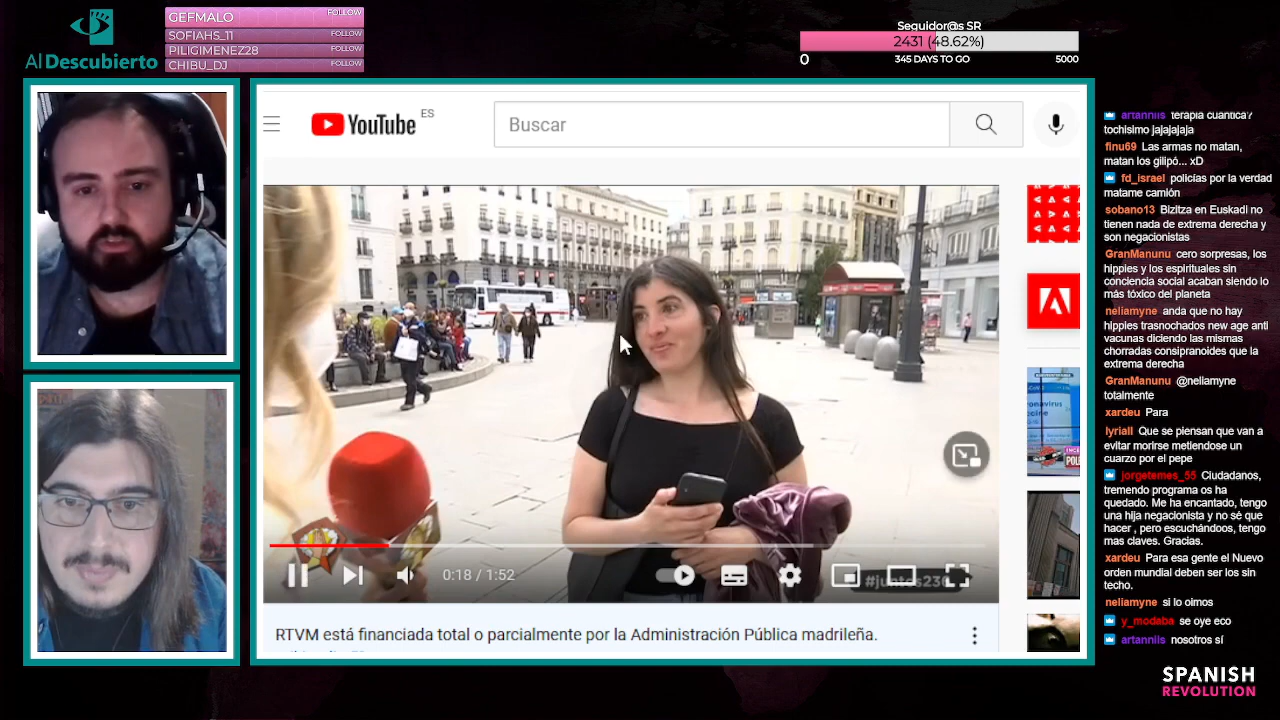 Al Descubierto
GEFMALO FOLLOW
SOFIAHS_11 FOLLOW
PILIGIMENEZ28 FOLLOW
CHIBU_DJ FOLLOW
Seguidor@s SR
2431 (48.62%)
0 345 DAYS TO GO 5000
YouTube ES
Buscar
0:18 / 1:52
#juntos230
RTVM está financiada total o parcialmente por la Administración Pública madrileña.
artanniis terapia cuantica?
tochisimo jajajajaja
finu69 Las armas no matan,
matan los gilipó... xD
fd_israel policías por la verdad
matame camión
sobano13 Bizitza en Euskadi no
tienen nada de extrema derecha y
son negacionistas
GranManunu cero sorpresas, los
hippies y los espirituales sin
conciencia social acaban siendo lo
más tóxico del planeta
neliamyne anda que no hay
hipples trasnochados new age anti
vacunas diciendo las mismas
chorradas consipranoides que la
extrema derecha
GranManunu @neliamyne
totalmente
xardeu Para
lyriall Que se piensan que van a
evitar morirse metiendose un
cuarzo por el pepe
jorgetemes_55 Ciudadanos,
tremendo programa os ha
quedado. Me ha encantado, tengo
una hija negacionista y no sé que
hacer , pero escuchándoos, tengo
mas claves. Gracias.
xardeu Para esa gente el Nuevo
orden mundial deben ser los sin
techo.
neliamyne si lo oimos
y_modaba se oye eco
artanniis nosotros sí
SPANISH
REVOLUTION